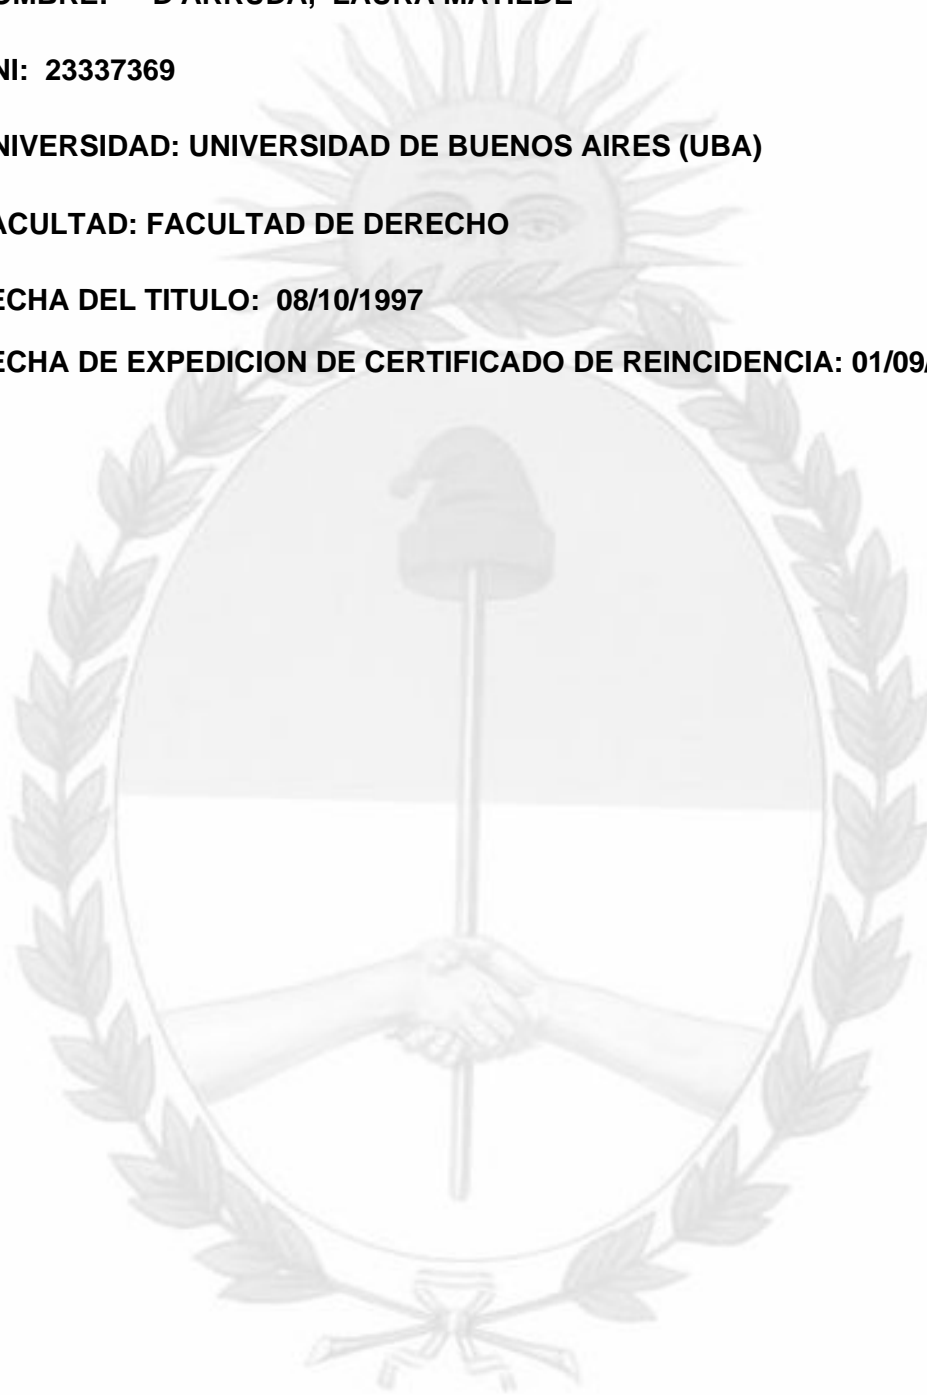 OMBRE: D'ARRUDA, LAURA MATILDE
NI: 23337369
NIVERSIDAD: UNIVERSIDAD DE BUENOS AIRES (UBA)
ACULTAD: FACULTAD DE DERECHO
ECHA DEL TITULO: 08/10/1997
ECHA DE EXPEDICION DE CERTIFICADO DE REINCIDENCIA: 01/09/